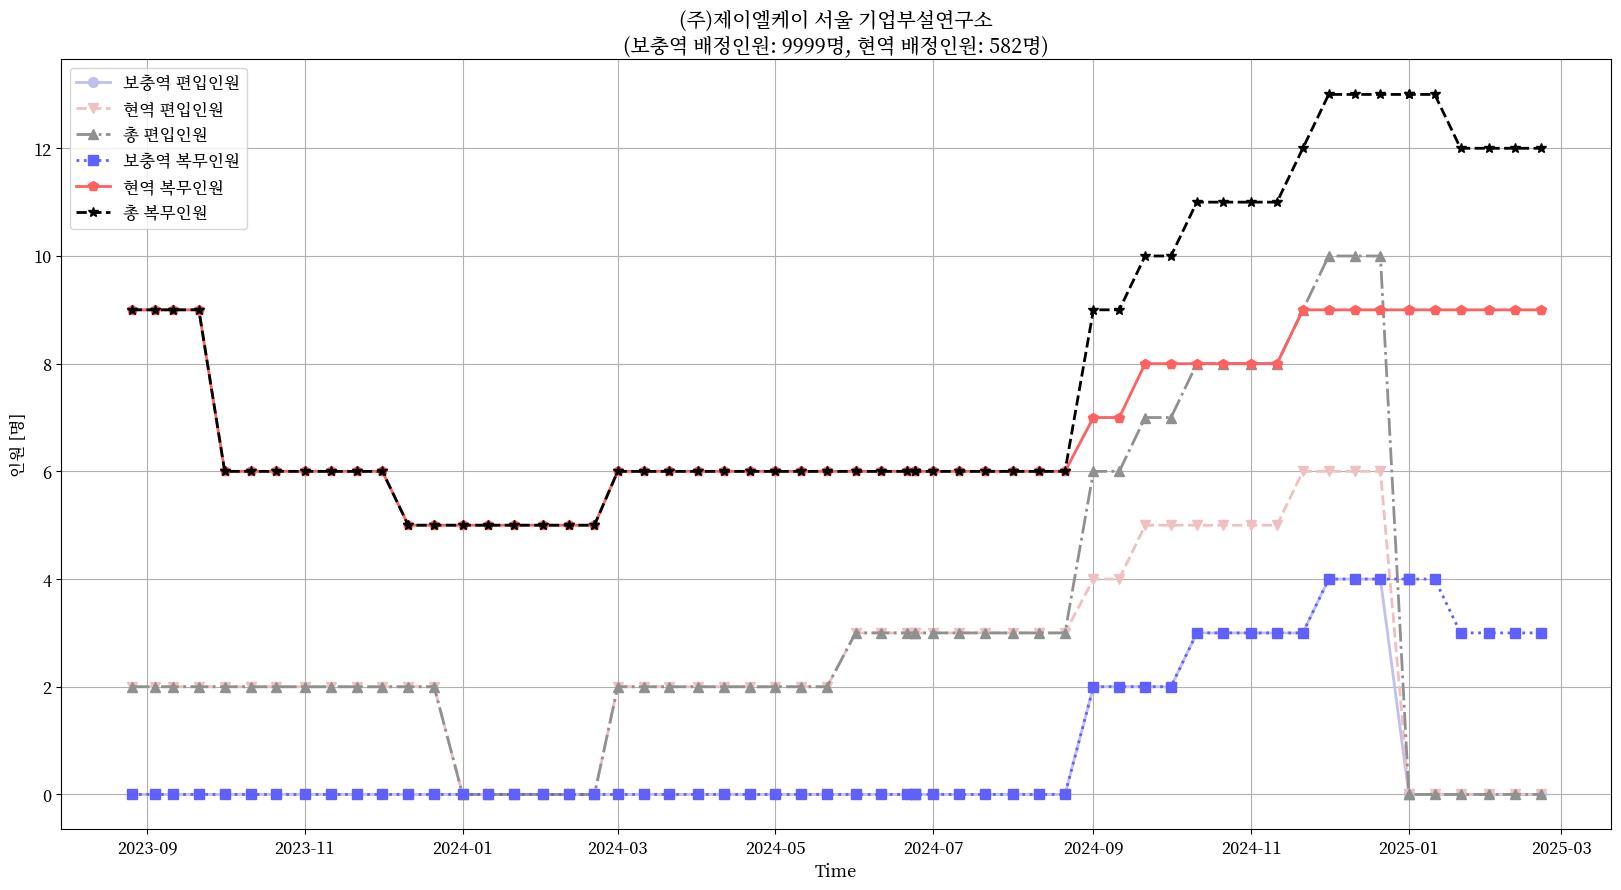 (주)제이엘케이 서울 기업부설연구소
(보충역 배정인원: 9999명, 현역 배정인원: 582명)
보충역 편입인원
현역 편입인원
총 편입인원
보충역 복무인원
현역 복무인원
총 복무인원
12
10
8
6
4
2
0
인원 [명]
2023-09 2023-11 2024-01 2024-03 2024-05 2024-07 2024-09 2024-11 2025-01 2025-03
Time